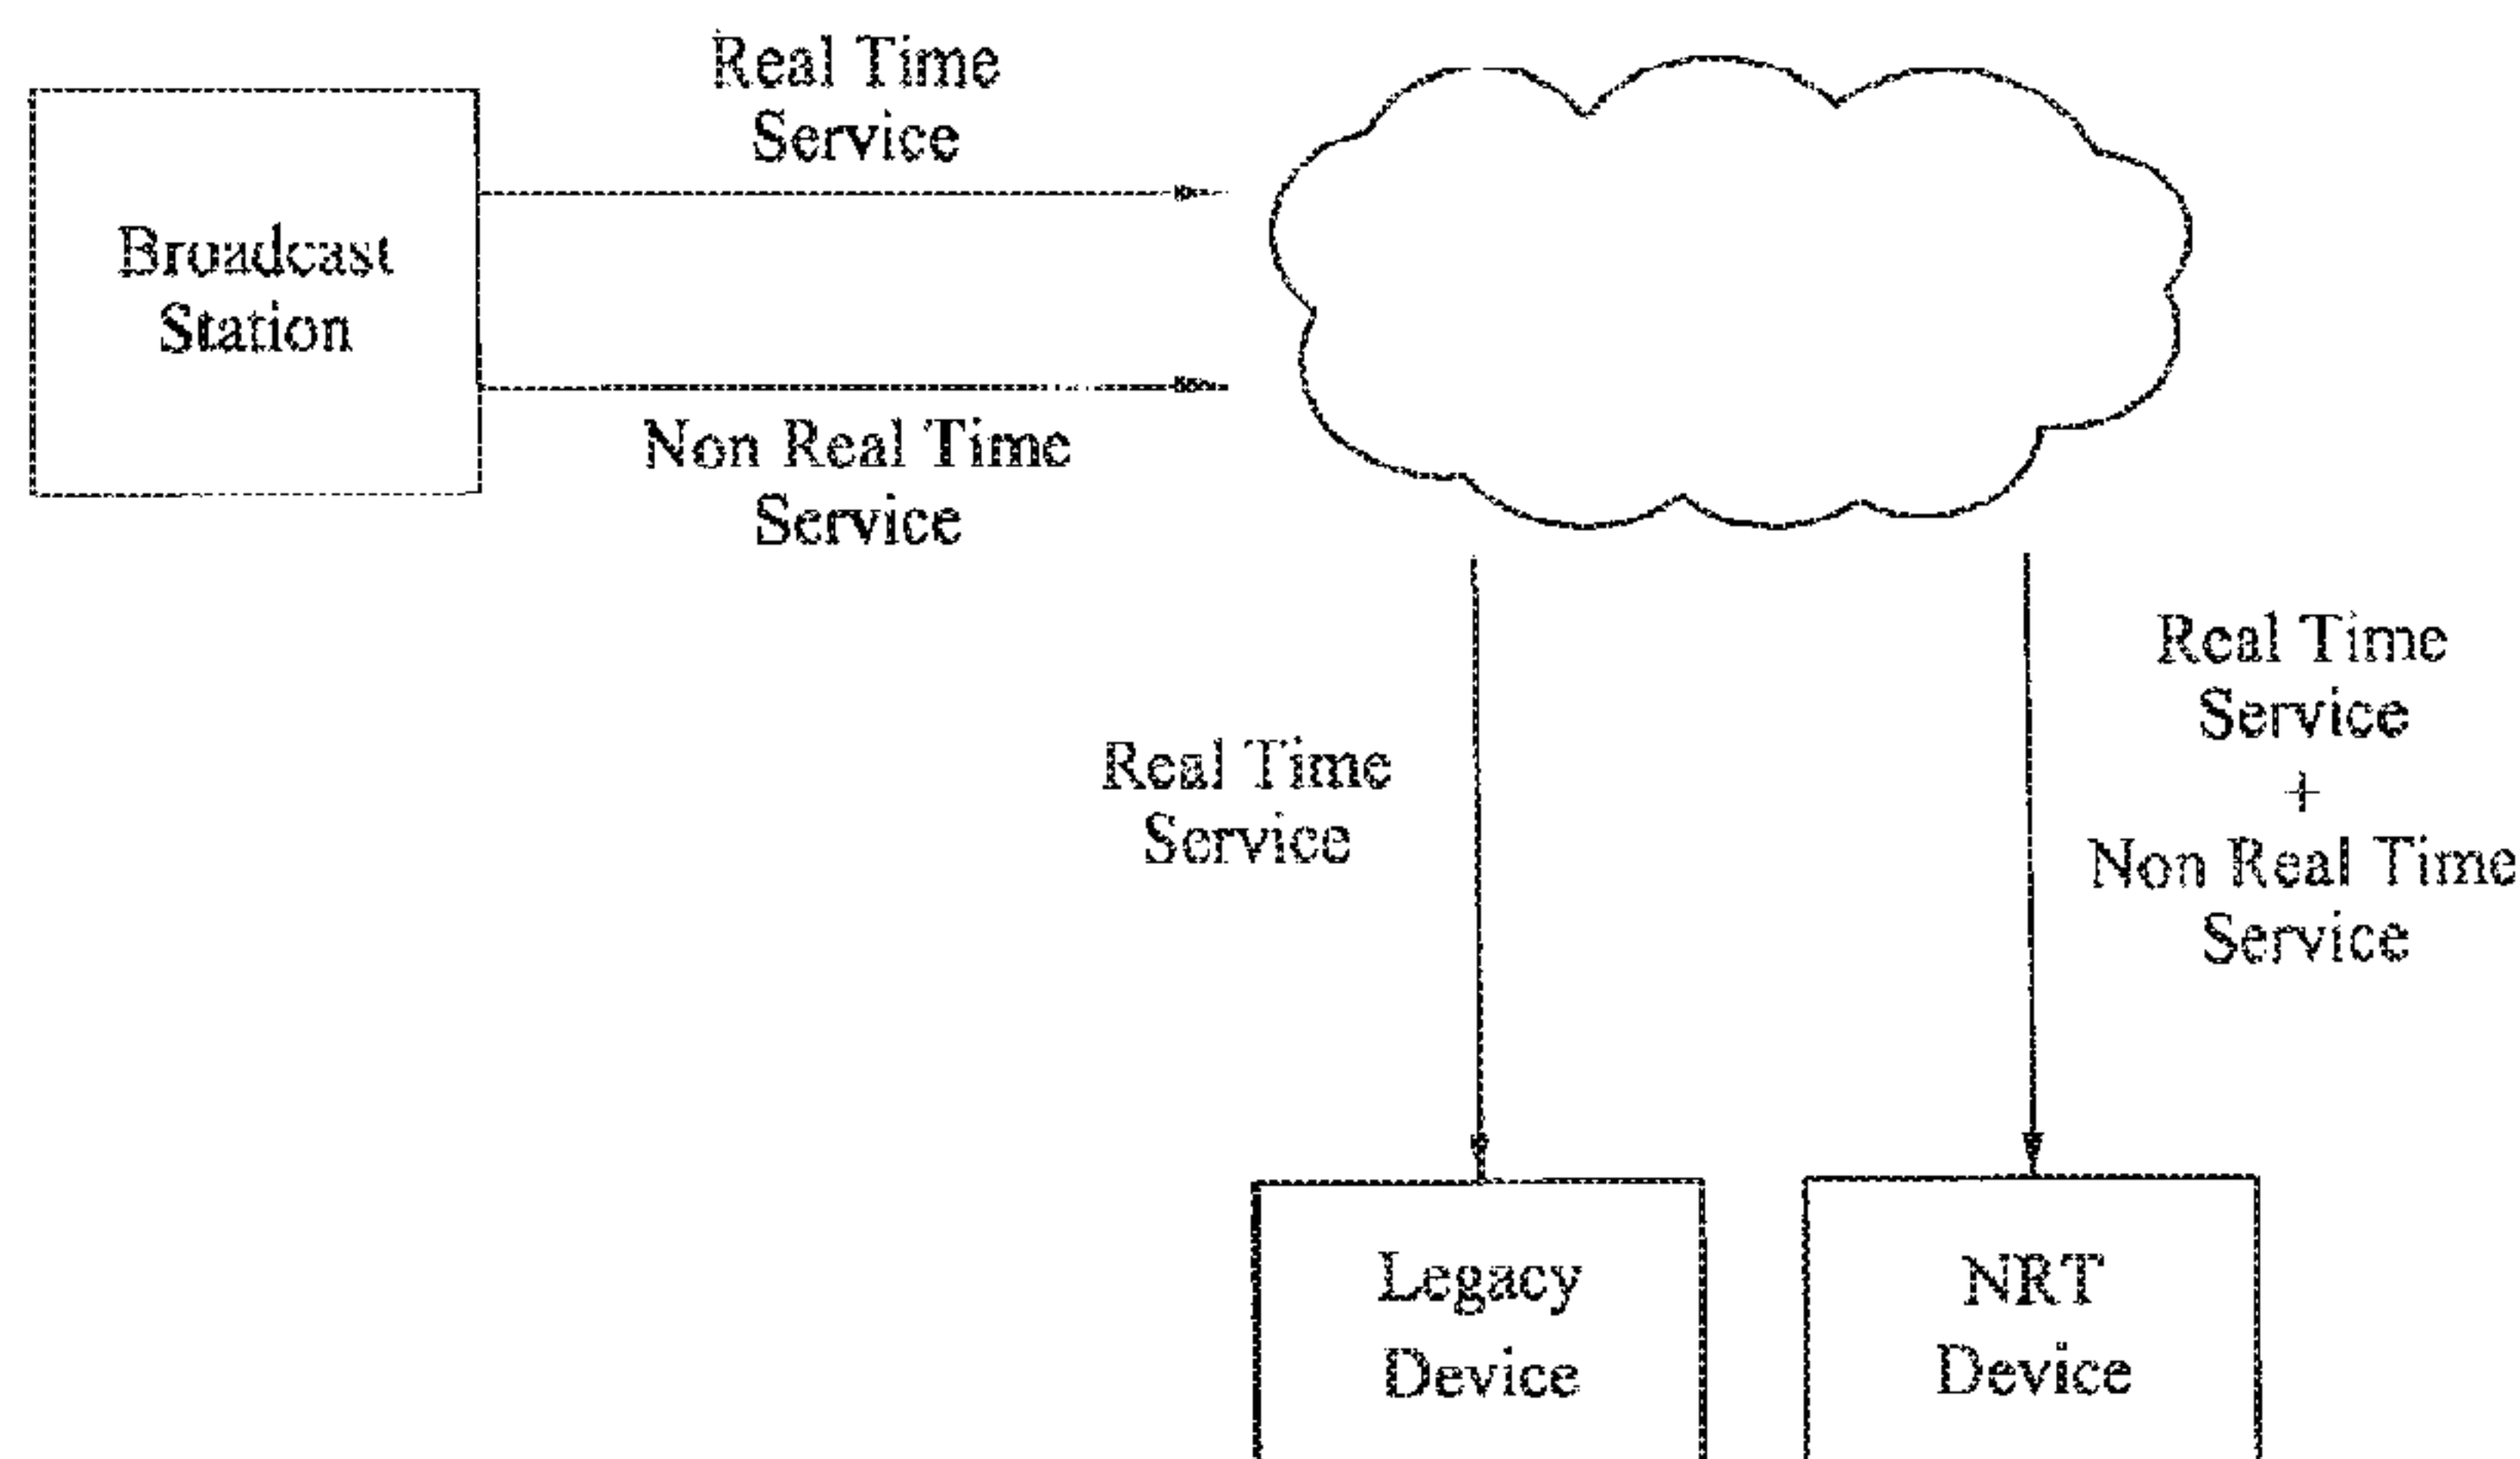 Real Time
Service
Broadcast
Station
Non Real Time
Service
Real Time
Service
Real Time
Service
+
Non Real Time
Service
Legacy
Device
NRT
Device